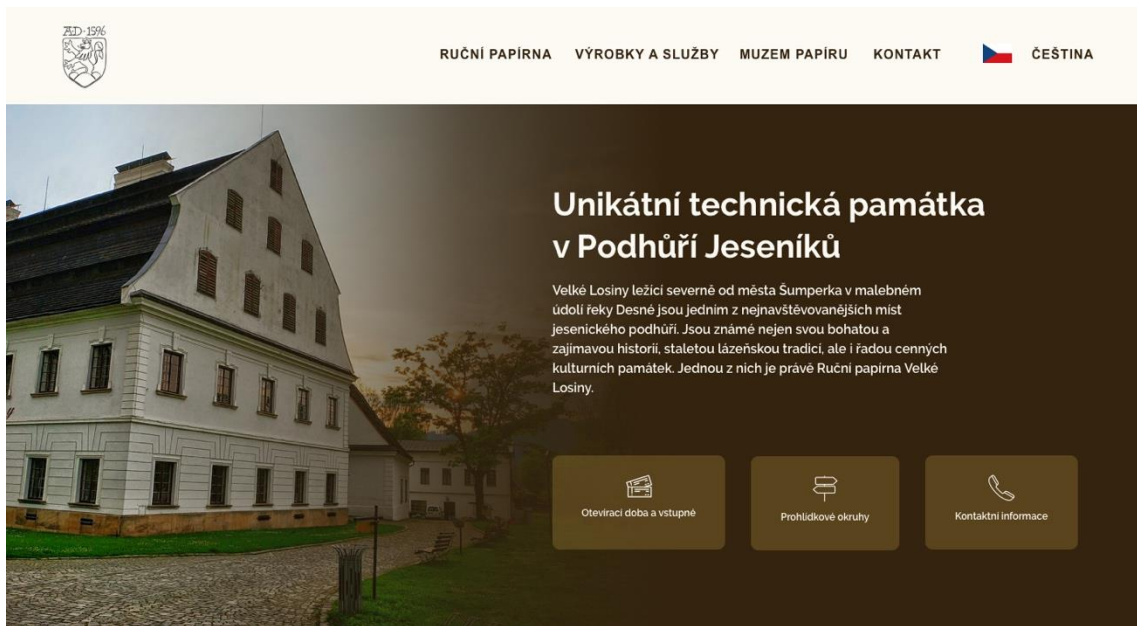 AD·1596
RUČNÍ PAPÍRNA VÝROBKY A SLUŽBY MUZEM PAPÍRU KONTAKT ČEŠTINA
Unikátní technická památka
v Podhůří Jeseníků
Velké Losiny ležící severně od města Šumperka v malebném
údolí řeky Desné jsou jedním z nejnavštěvovanějších míst
jesenického podhůří. Jsou známé nejen svou bohatou a
zajímavou historií, staletou lázeňskou tradicí, ale i řadou cenných
kulturních památek. Jednou z nich je právě Ruční papírna Velké
Losiny.
Otevírací doba a vstupné
Prohlídkové okruhy
Kontaktní informace